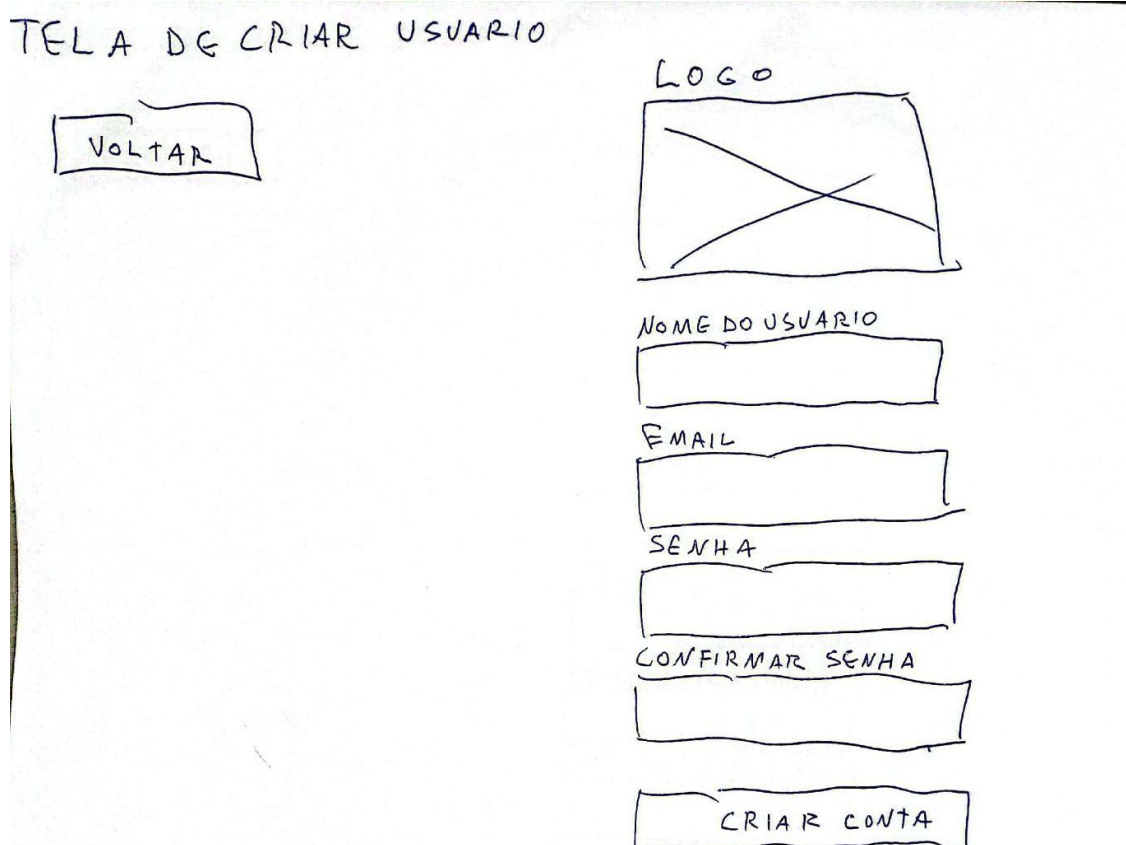 TELA DE CRIAR USUARIO
LOGO
VOLTAR
NOME DO USUARIO
EMAIL
SENHA
CONFIRMAR SENHA
CRIAR CONTA